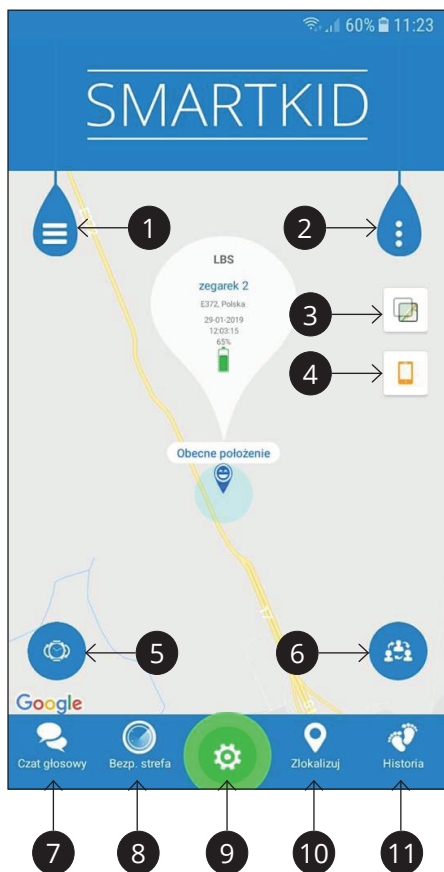 60% 11:23
SMARTKID
1
2
LBS
zegarek 2
E372, Polska
29-01-2019
12:03:15
65%
3
4
Obecne położenie
5
6
Google
Czat głosowy Bezp. strefa Zlokalizuj Historia
7 8 9 10 11